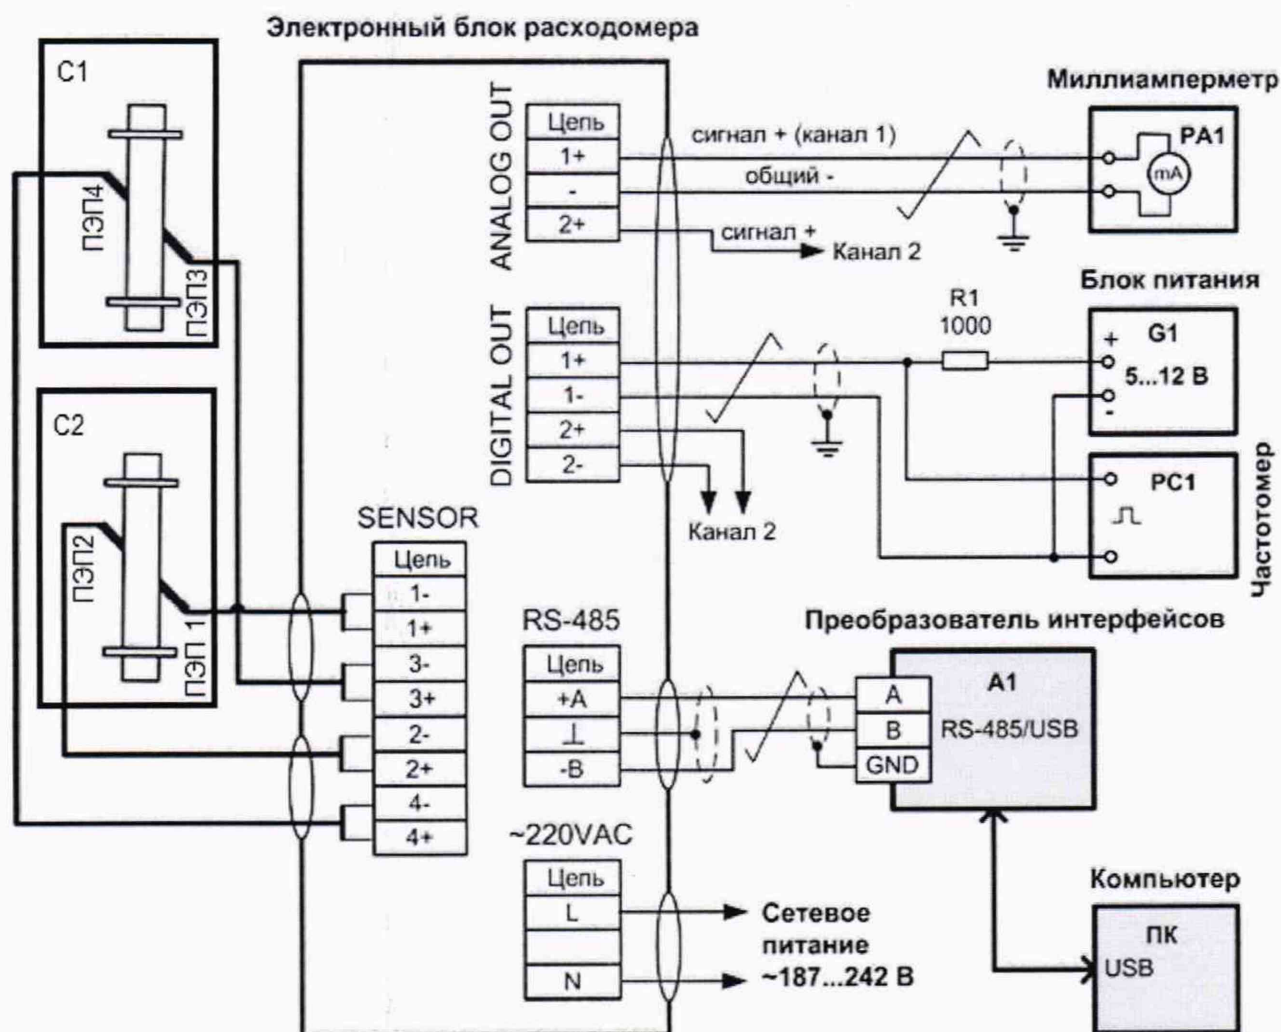 Электронный блок расходомера
C1
ПЭП4
ПЭП3
C2
ПЭП2
ПЭП 1
SENSOR
Цепь
1-
1+
3-
3+
2-
2+
4-
4+
ANALOG OUT
Цепь
1+
-
2+
сигнал + (канал 1)
общий -
сигнал +
Канал 2
Миллиамперметр
PA1
mA
DIGITAL OUT
Цепь
1+
1-
2+
2-
Канал 2
R1
1000
Блок питания
+
G1
5...12 В
-
PC1
Частотомер
RS-485
Цепь
+A
⊥
-B
Преобразователь интерфейсов
A
B
GND
A1
RS-485/USB
~220VAC
Цепь
L
N
Сетевое
питание
~187...242 В
Компьютер
ПК
USB